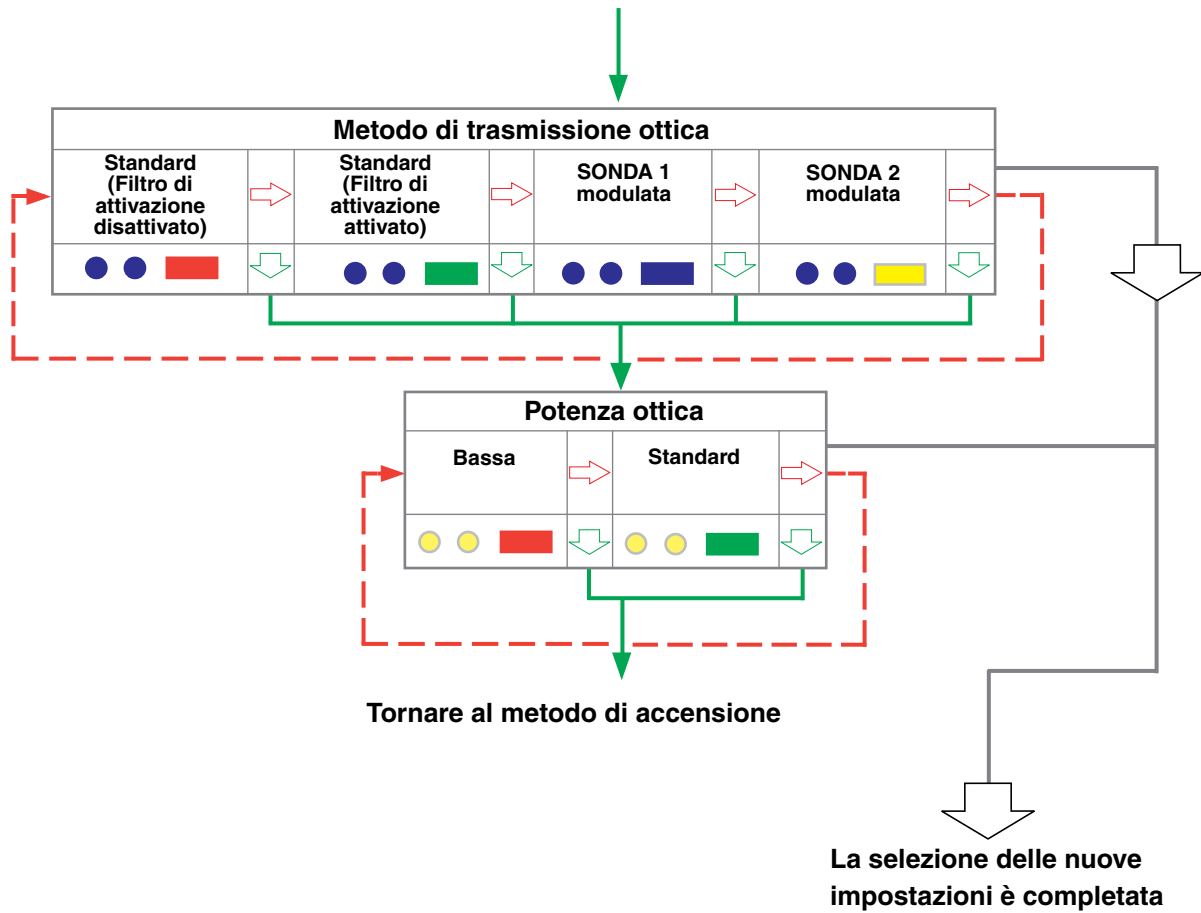 Metodo di trasmissione ottica
Standard
(Filtro di
attivazione
disattivato)
Standard
(Filtro di
attivazione
attivato)
SONDA 1
modulata
SONDA 2
modulata
Potenza ottica
Bassa
Standard
Tornare al metodo di accensione
La selezione delle nuove
impostazioni è completata